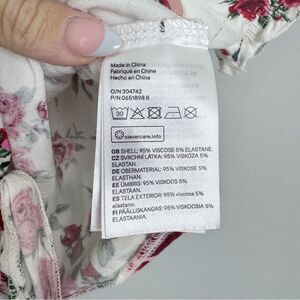 Made in China
Fabriqué en Chine
Hecho en China
O/N 304742
P/N 0651898 8
30
clevercare.info
GB SHELL: 95% VISCOSE 5% ELASTANE.
CZ SVRCHNÍ LÁTKA: 95% VISKÓZA 5%
ELASTAN.
DE OBERMATERIAL: 95% VISKOSE 5%
ELASTHAN.
EE ÜMBRIS: 95% VISKOOS 5%
ELASTAAN.
ES TELA EXTERIOR: 95% VISCOSA 5%
elastano.
FI PÄÄLLISKANGAS: 95% VISKOOSIA 5%
ELASTAANIA.